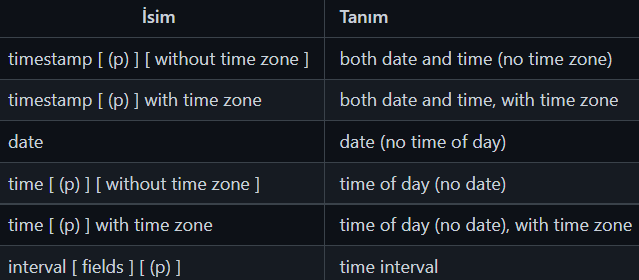 İsim Tanım
timestamp [ (p) ] [ without time zone ] both date and time (no time zone)
timestamp [ (p) ] with time zone both date and time, with time zone
date date (no time of day)
time [ (p) ] [ without time zone ] time of day (no date)
time [ (p) ] with time zone time of day (no date), with time zone
interval [ fields ] [ (p) ] time interval